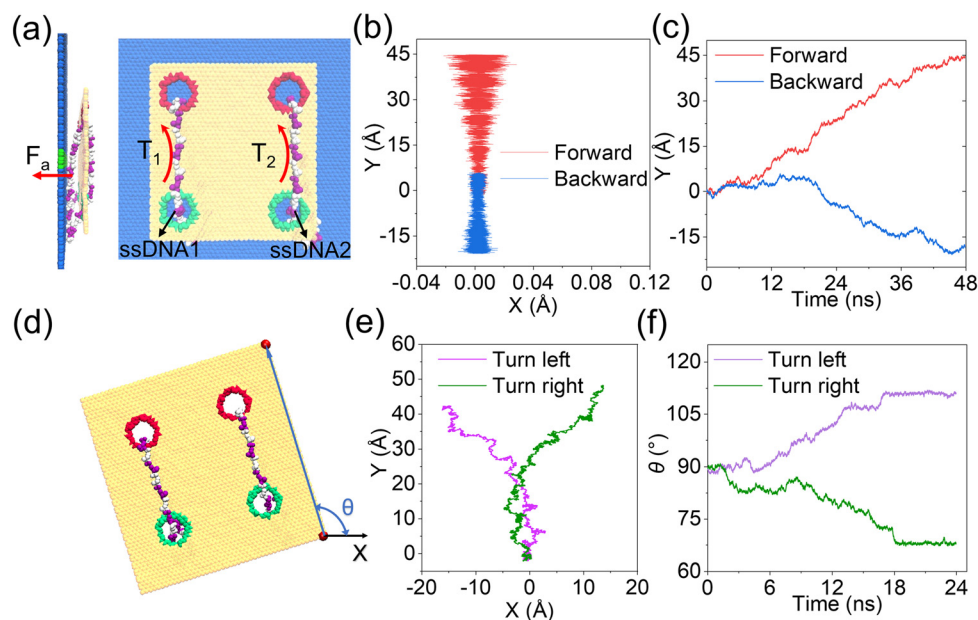 (a)
Fa
T1
T2
ssDNA1
ssDNA2
(b)
45
30
15
0
-15
Y (Å)
Forward
Backward
-0.04
0.00
0.04
0.08
0.12
X (Å)
(c)
Forward
Backward
45
30
15
0
-15
Y (Å)
0
12
24
36
48
Time (ns)
(d)
θ
X
(e)
60
50
40
30
20
10
0
Y (Å)
Turn left
Turn right
-20
-10
0
10
20
X (Å)
(f)
Turn left
Turn right
120
105
90
75
60
θ (°)
0
6
12
18
24
Time (ns)